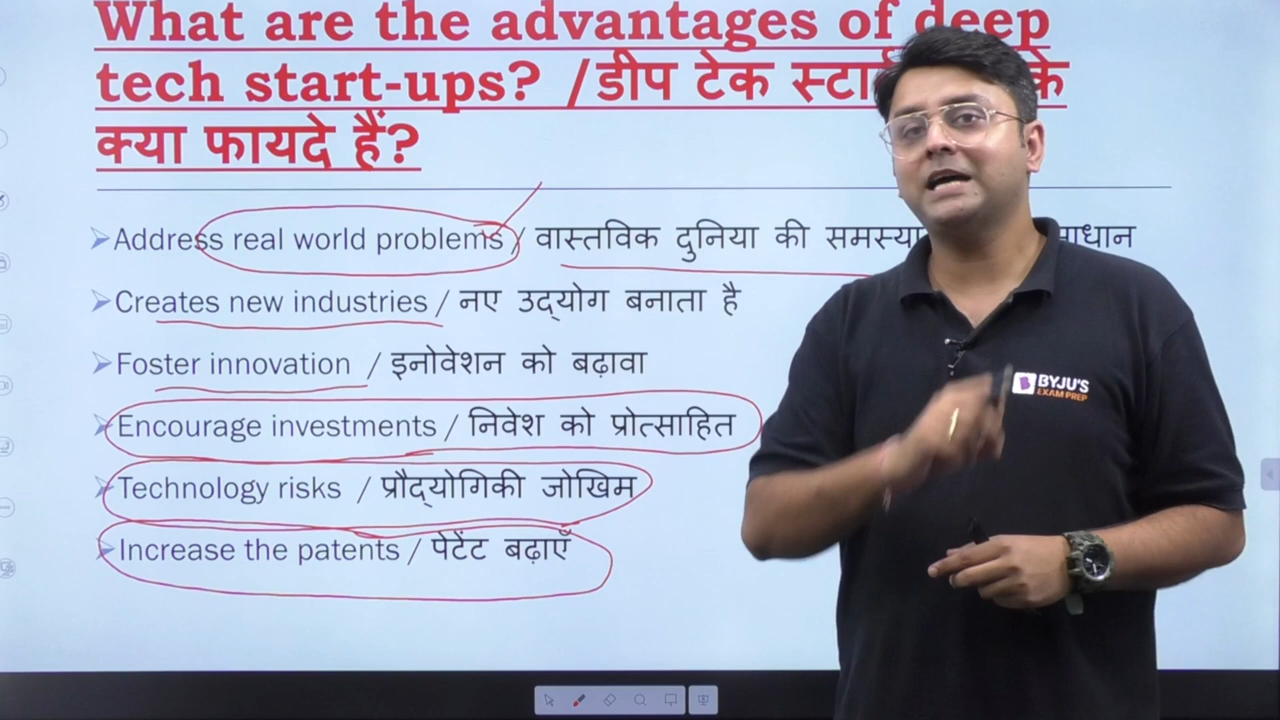 What are the advantages of deep
tech start-ups? /डीप टेक के
क्या फायदे हैं?
Address real world problems / वास्तविक दुनिया की
Creates new industries / नए उद्योग बनाता है
Foster innovation / इनोवेशन को बढ़ावा
Encourage investments / निवेश को प्रोत्साहित
Technology risks / प्रौद्योगिकी जोखिम
Increase the patents / पेटेंट बढ़ाएँ
BYJU'S
EXAM PREP